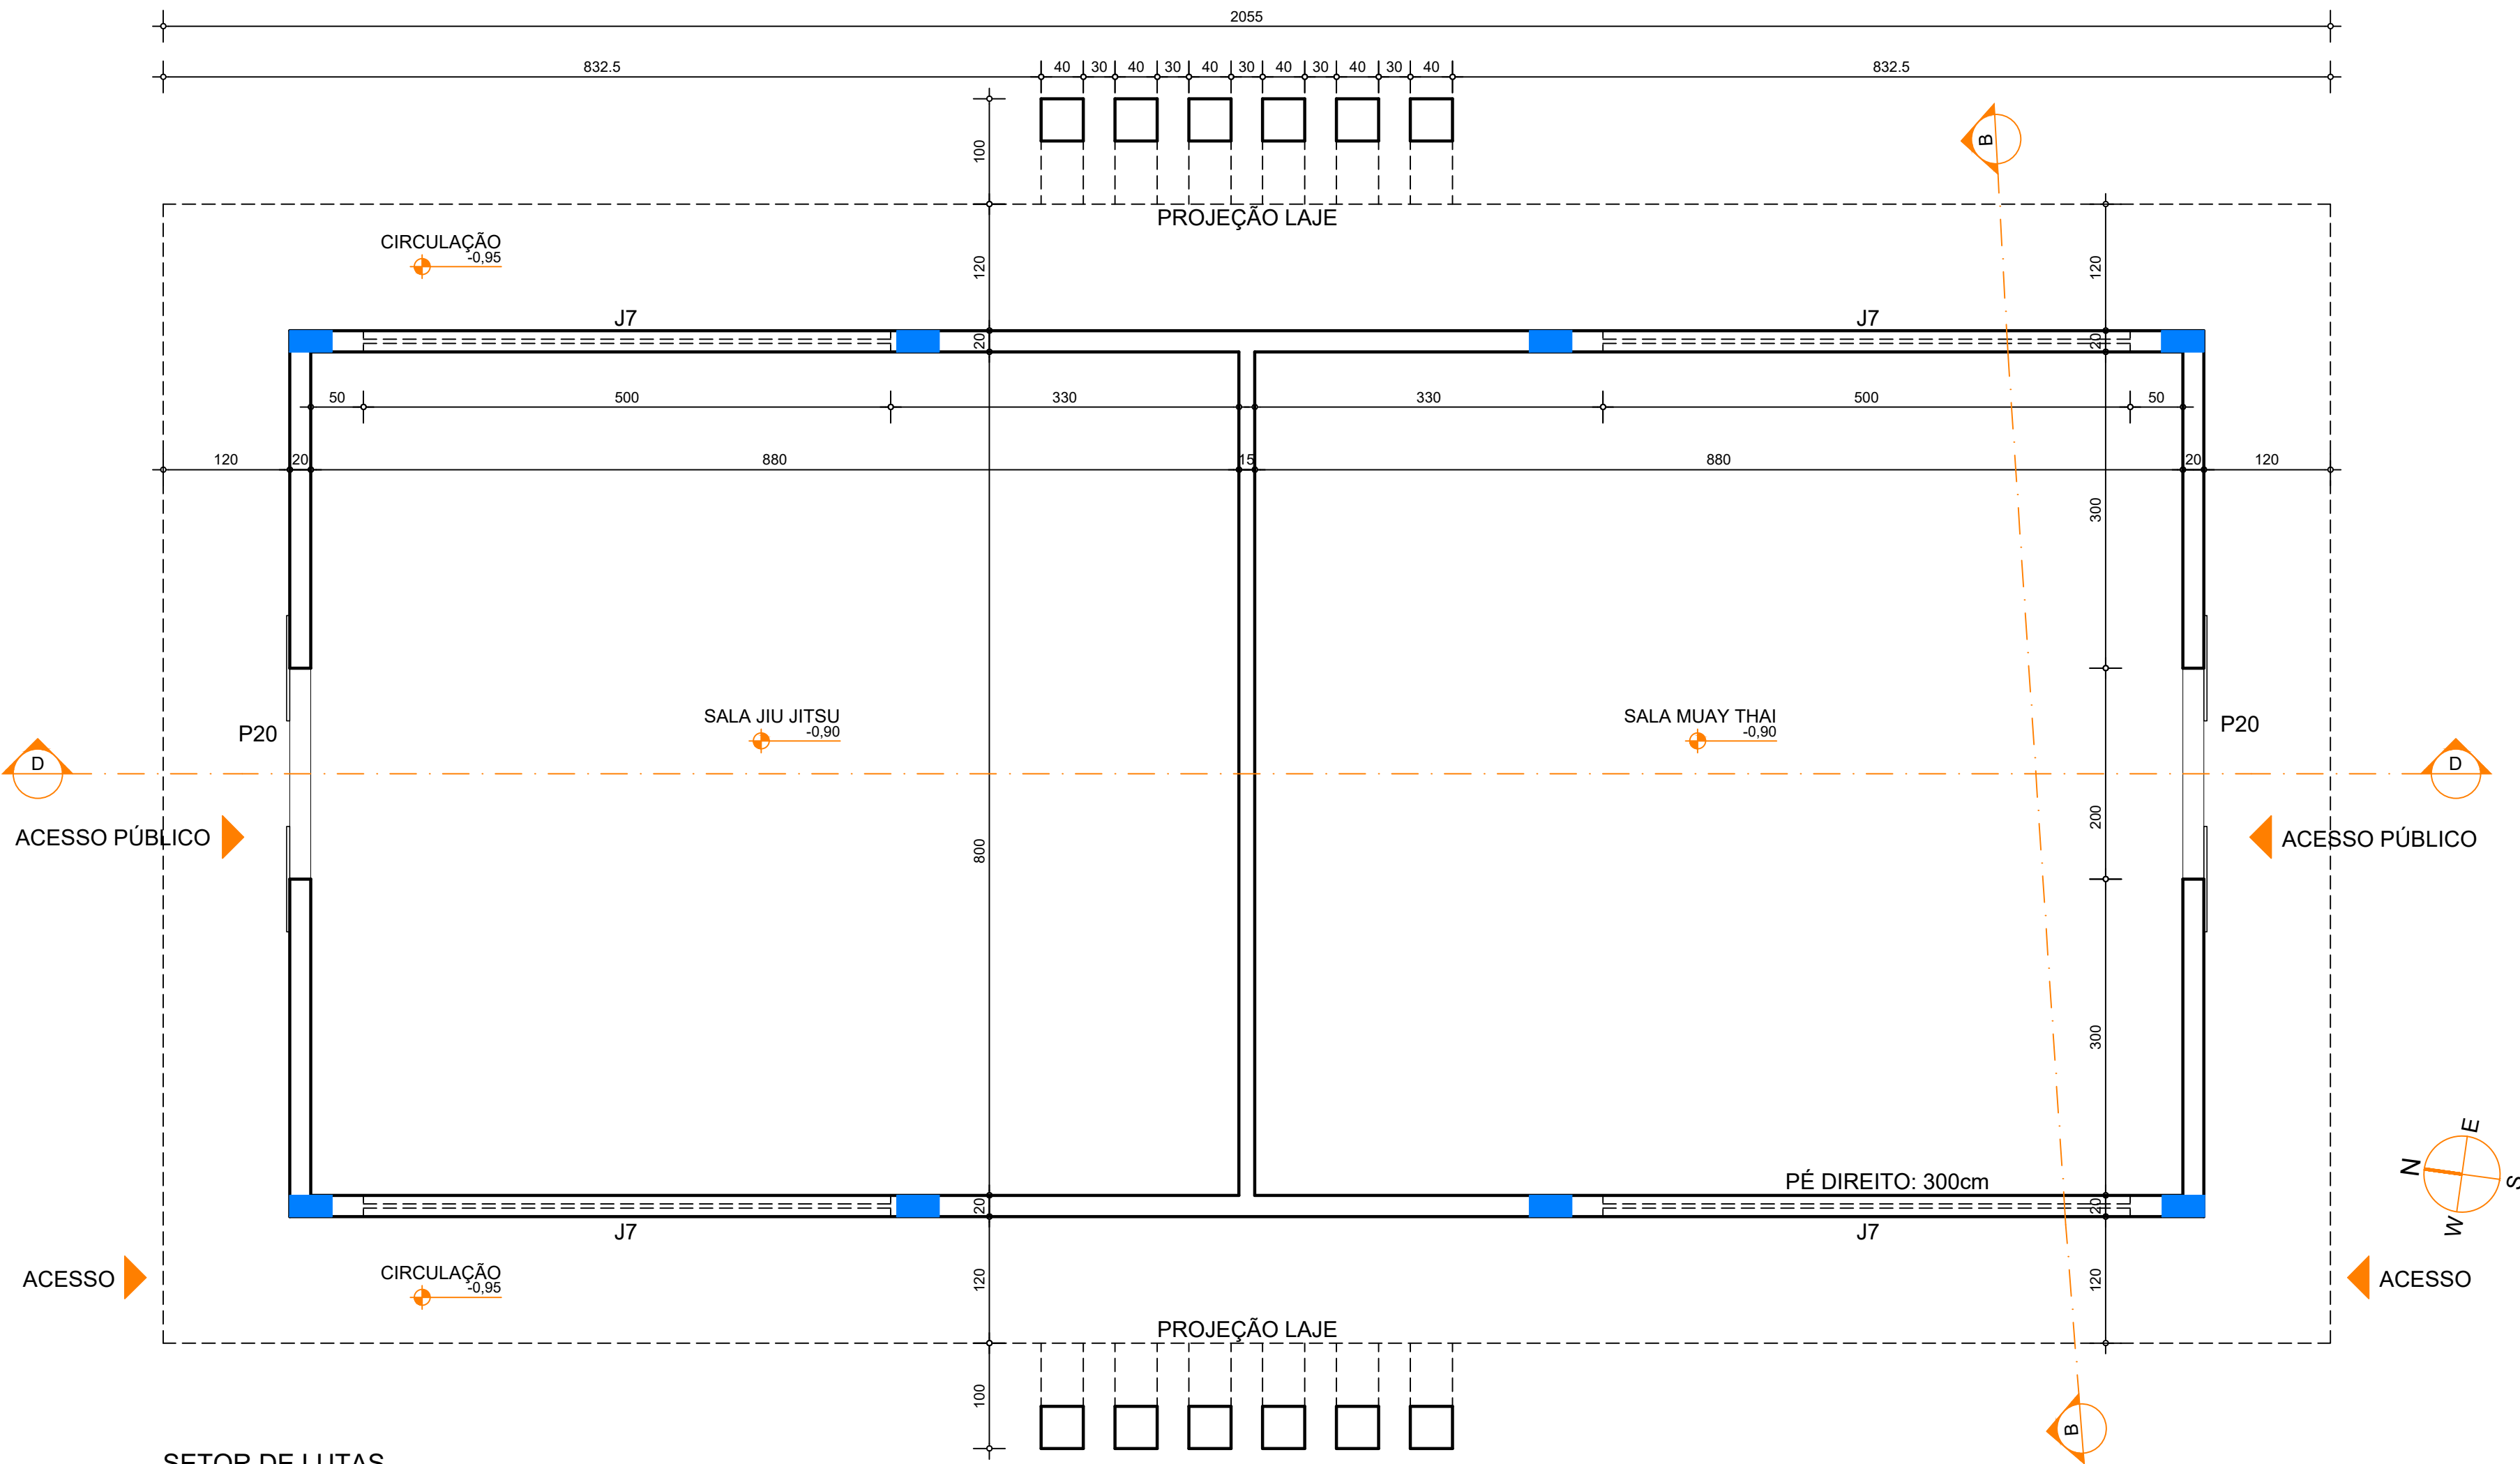 2055
832.5 40 30 40 30 40 30 40 30 40 30 40 832.5
B
100
PROJEÇÃO LAJE
CIRCULAÇÃO
-0,95
120 120
J7 J7
20 20
50 500 330 330 500 50
120 20 880 15 880 20 120
300
SALA JIU JITSU
-0,90
SALA MUAY THAI
-0,90
P20 P20
D D
200
ACESSO PÚBLICO ACESSO PÚBLICO
800
300
E
N
S
W
PÉ DIREITO: 300cm
20 20
J7 J7
CIRCULAÇÃO
-0,95
120 120
ACESSO ACESSO
PROJEÇÃO LAJE
100
B
SETOR DE LUTAS